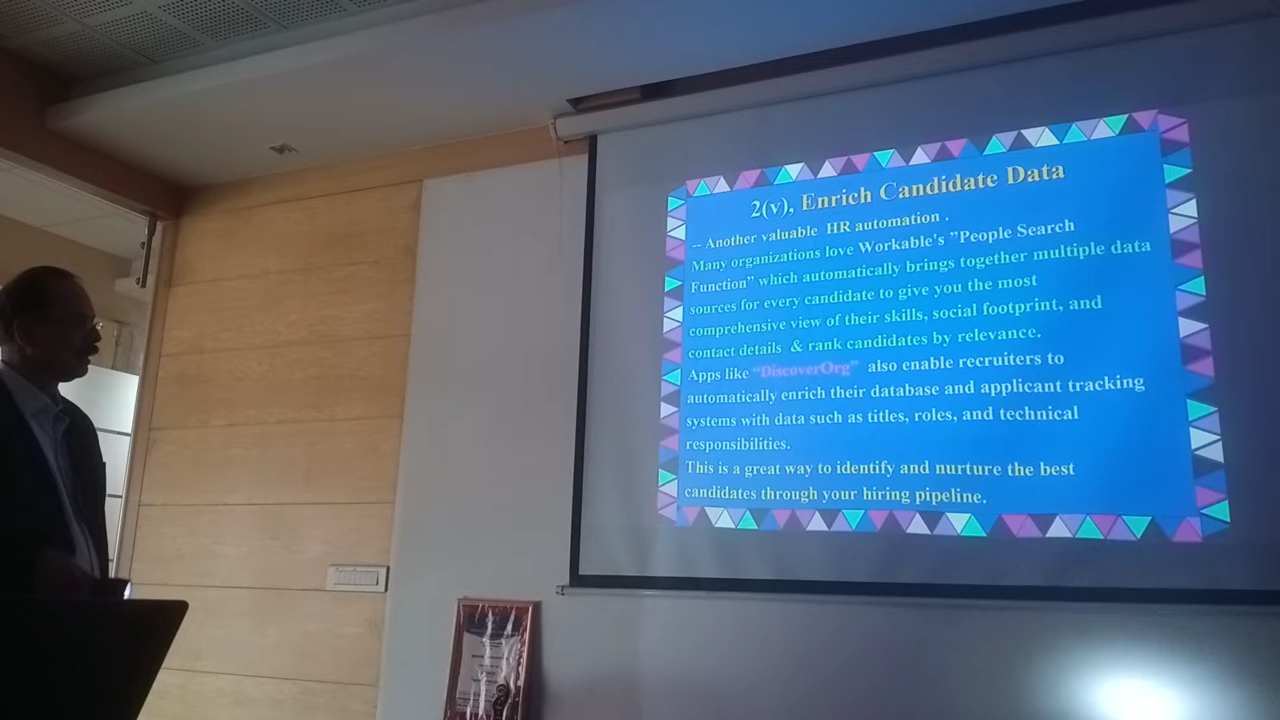 2(v), Enrich Candidate Data
-- Another valuable HR automation .
Many organizations love Workable's "People Search
Function" which automatically brings together multiple data
sources for every candidate to give you the most
comprehensive view of their skills, social footprint, and
contact details & rank candidates by relevance.
Apps like "DiscoverOrg" also enable recruiters to
automatically enrich their database and applicant tracking
systems with data such as titles, roles, and technical
responsibilities.
This is a great way to identify and nurture the best
candidates through your hiring pipeline.